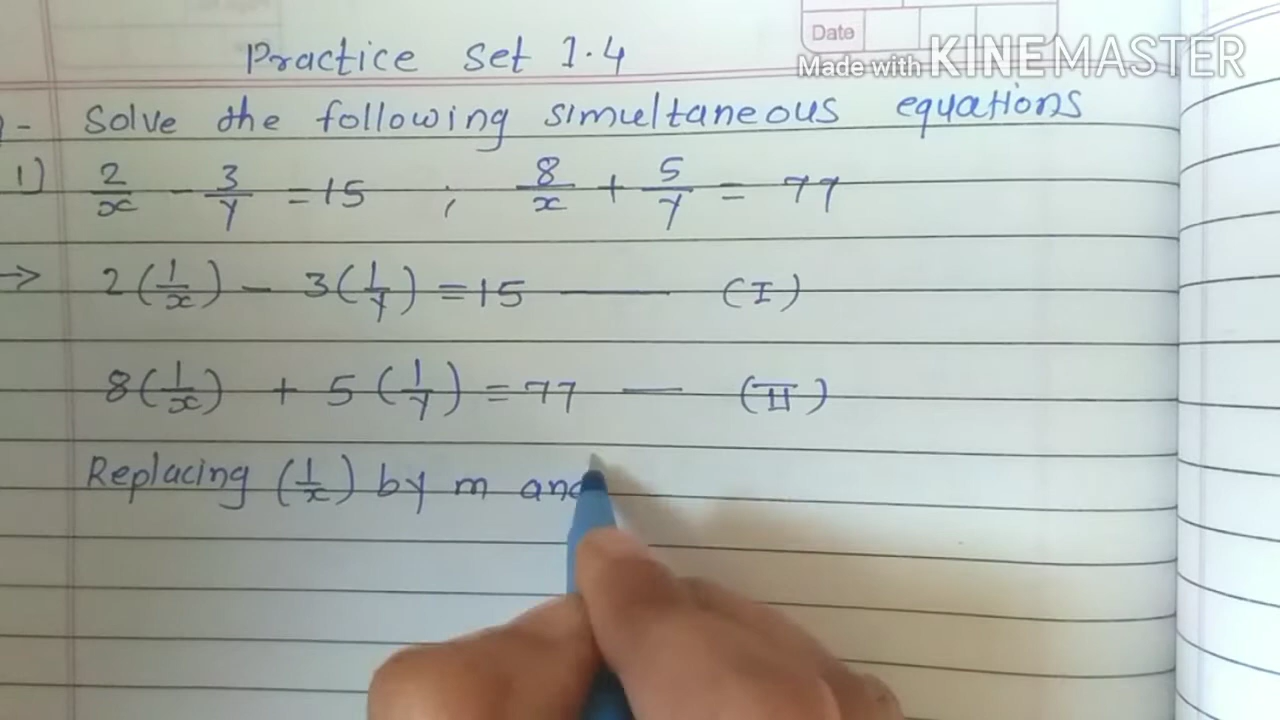 Date
Made with KINEMASTER
Practice Set 1.4
Solve the following simultaneous equations
1) 2/x - 3/y = 15 ; 8/x + 5/y = 77
→ 2(1/x) - 3(1/y) = 15 —— (I)
8(1/x) + 5(1/y) = 77 — (II)
Replacing (1/x) by m and